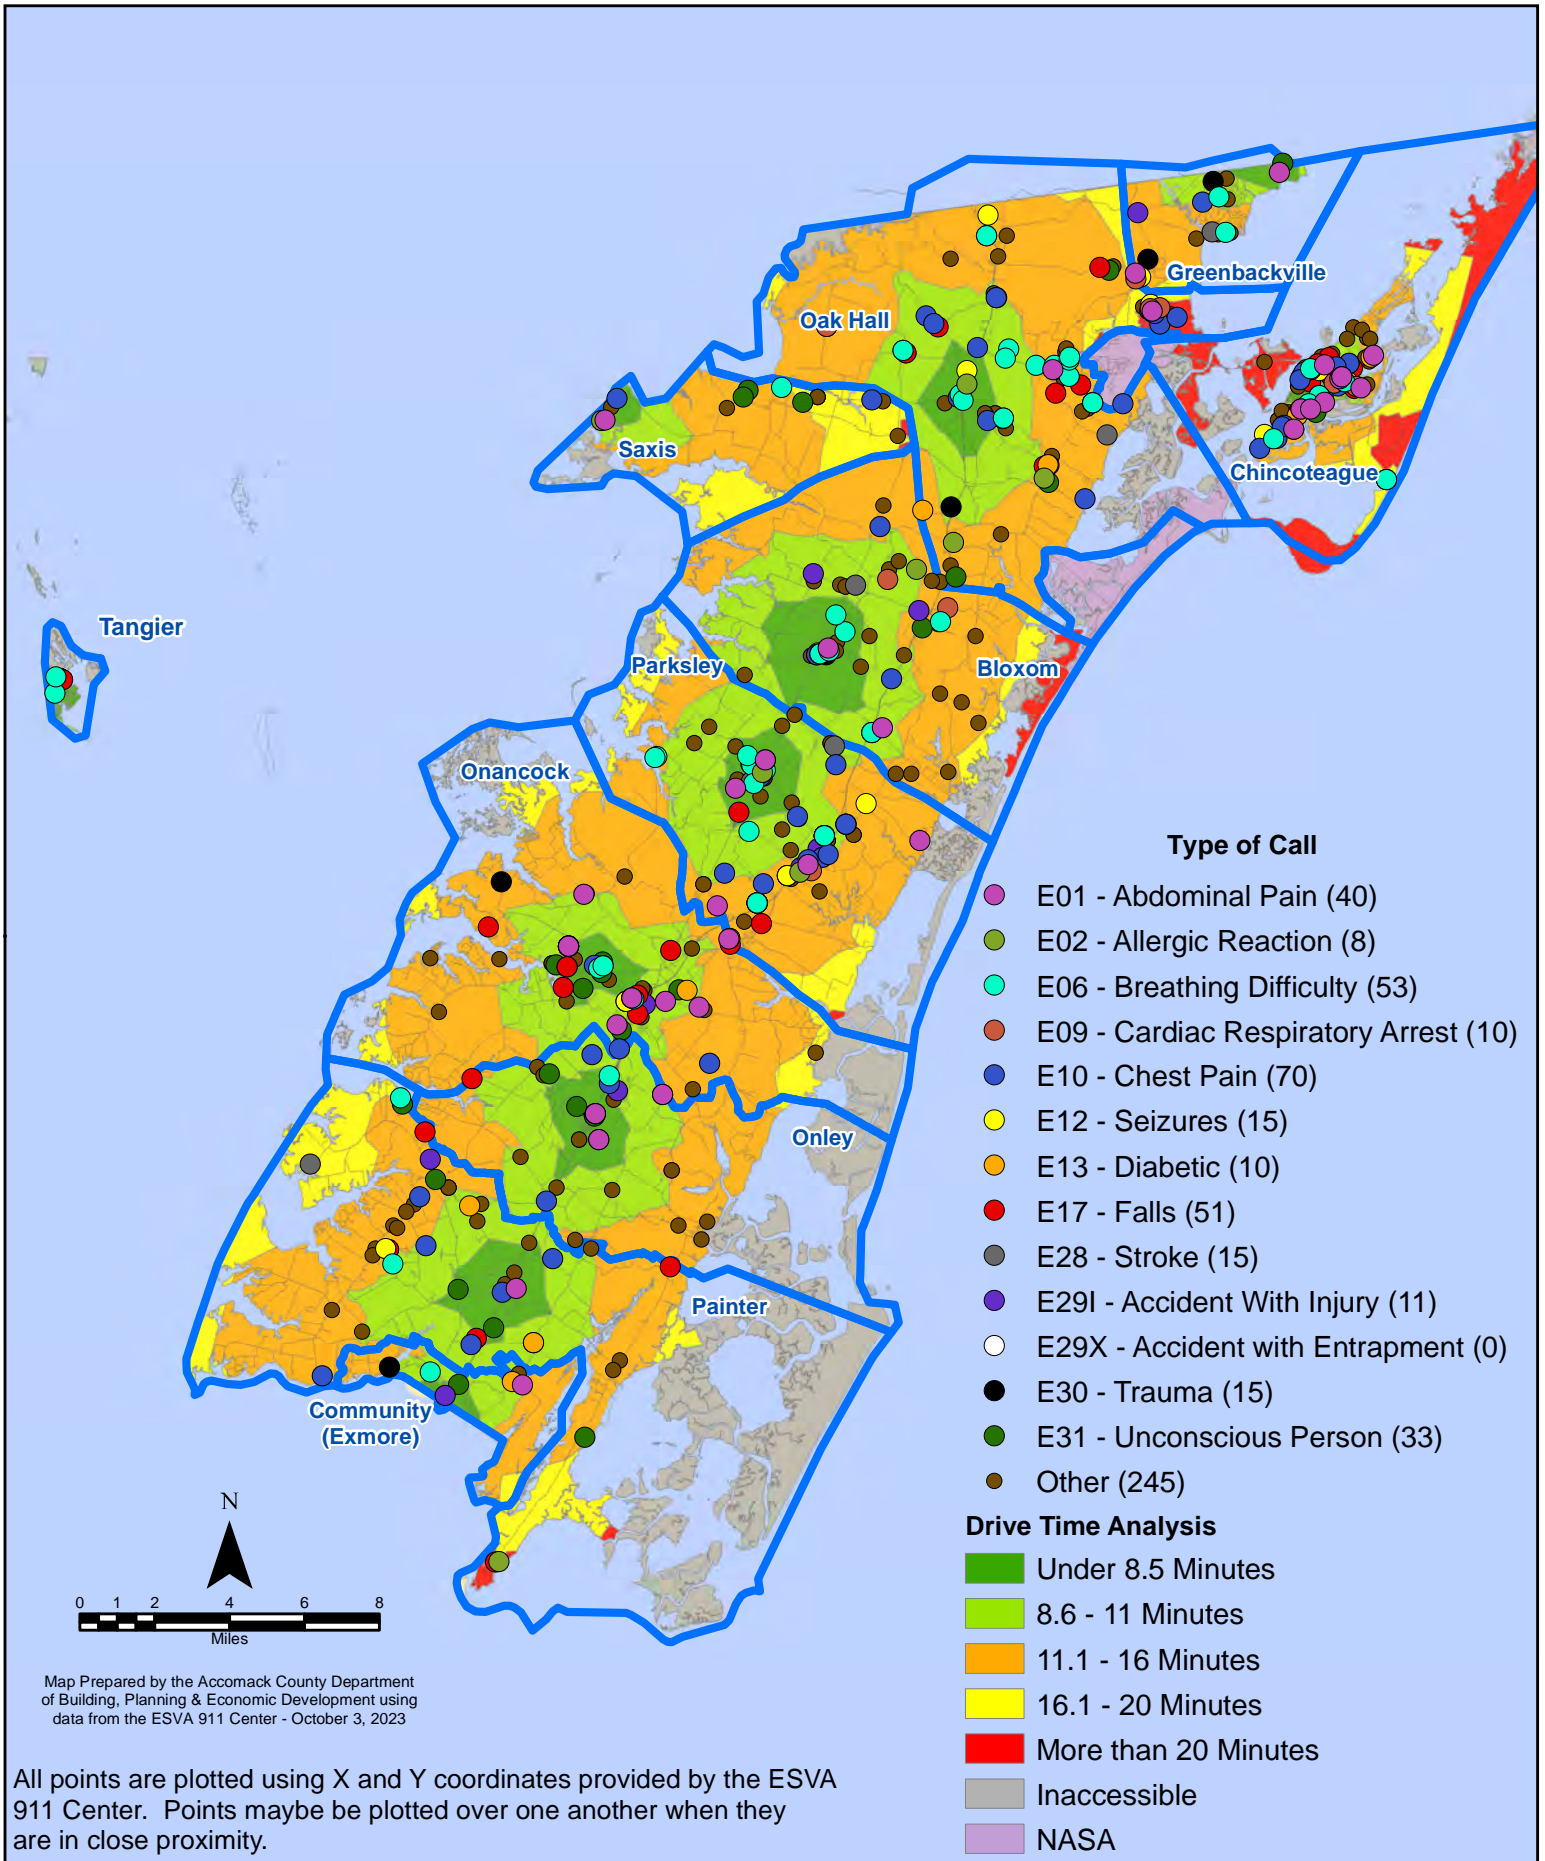 Greenbackville
Oak Hall
Saxis
Chincoteague
Tangier
Parksley
Bloxom
Onancock
Type of Call
E01 - Abdominal Pain (40)
E02 - Allergic Reaction (8)
E06 - Breathing Difficulty (53)
E09 - Cardiac Respiratory Arrest (10)
E10 - Chest Pain (70)
E12 - Seizures (15)
E13 - Diabetic (10)
E17 - Falls (51)
E28 - Stroke (15)
E29I - Accident With Injury (11)
E29X - Accident with Entrapment (0)
E30 - Trauma (15)
E31 - Unconscious Person (33)
Other (245)
Onley
Painter
Community
(Exmore)
Drive Time Analysis
Under 8.5 Minutes
8.6 - 11 Minutes
11.1 - 16 Minutes
16.1 - 20 Minutes
More than 20 Minutes
Inaccessible
NASA
N
0 1 2 4 6 8
Miles
Map Prepared by the Accomack County Department
of Building, Planning & Economic Development using
data from the ESVA 911 Center - October 3, 2023
All points are plotted using X and Y coordinates provided by the ESVA
911 Center.  Points maybe be plotted over one another when they
are in close proximity.